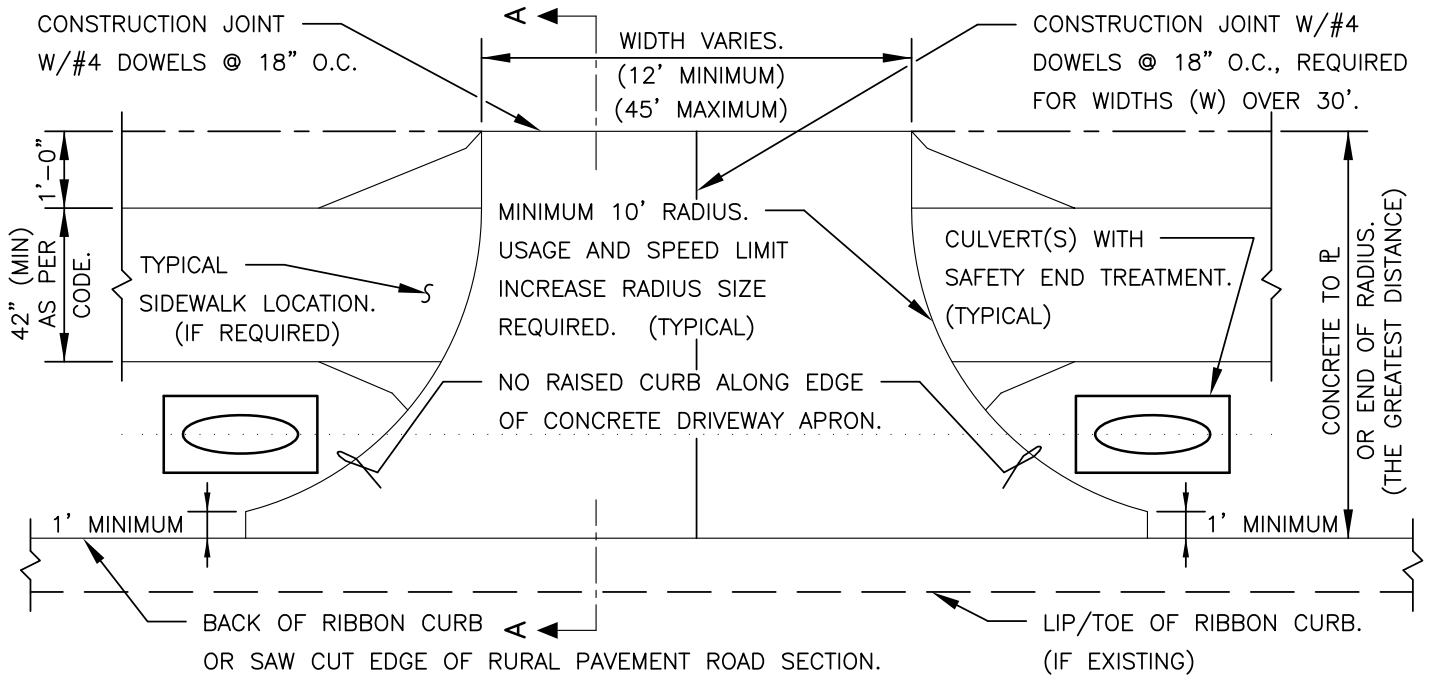 CONSTRUCTION JOINT
W/#4 DOWELS @ 18" O.C.
A
WIDTH VARIES.
(12' MINIMUM)
(45' MAXIMUM)
CONSTRUCTION JOINT W/#4
DOWELS @ 18" O.C., REQUIRED
FOR WIDTHS (W) OVER 30'.
1'-0"
42" (MIN)
AS PER
CODE.
TYPICAL
SIDEWALK LOCATION.
(IF REQUIRED)
MINIMUM 10' RADIUS.
USAGE AND SPEED LIMIT
INCREASE RADIUS SIZE
REQUIRED. (TYPICAL)
CULVERT(S) WITH
SAFETY END TREATMENT.
(TYPICAL)
CONCRETE TO ⅊
OR END OF RADIUS.
(THE GREATEST DISTANCE)
NO RAISED CURB ALONG EDGE
OF CONCRETE DRIVEWAY APRON.
1' MINIMUM
1' MINIMUM
BACK OF RIBBON CURB
OR SAW CUT EDGE OF RURAL PAVEMENT ROAD SECTION.
A
LIP/TOE OF RIBBON CURB.
(IF EXISTING)